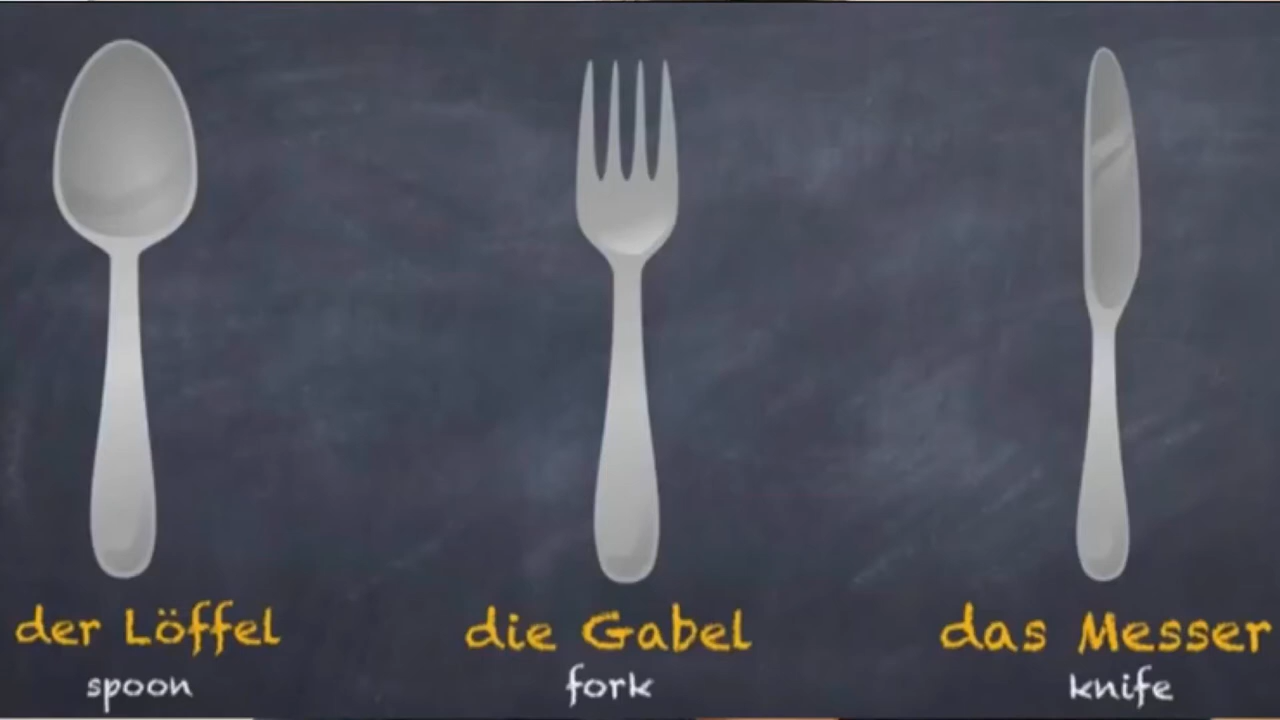 der Löffel
spoon
die Gabel
fork
das Messer
knife